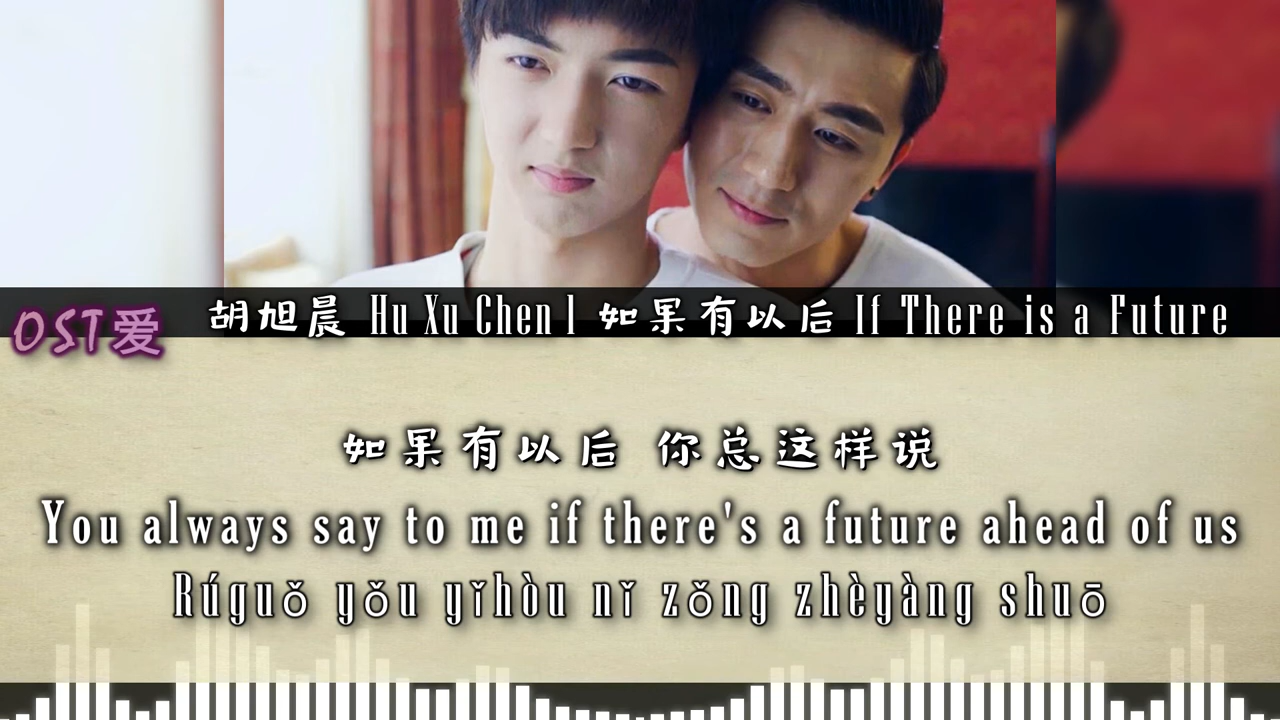 OST爱
胡旭晨 Hu Xu Chen l 如果有以后 If There is a Future
如果有以后 你总这样说
You always say to me if there's a future ahead of us
Rúguǒ yǒu yǐhòu nǐ zǒng zhèyàng shuō